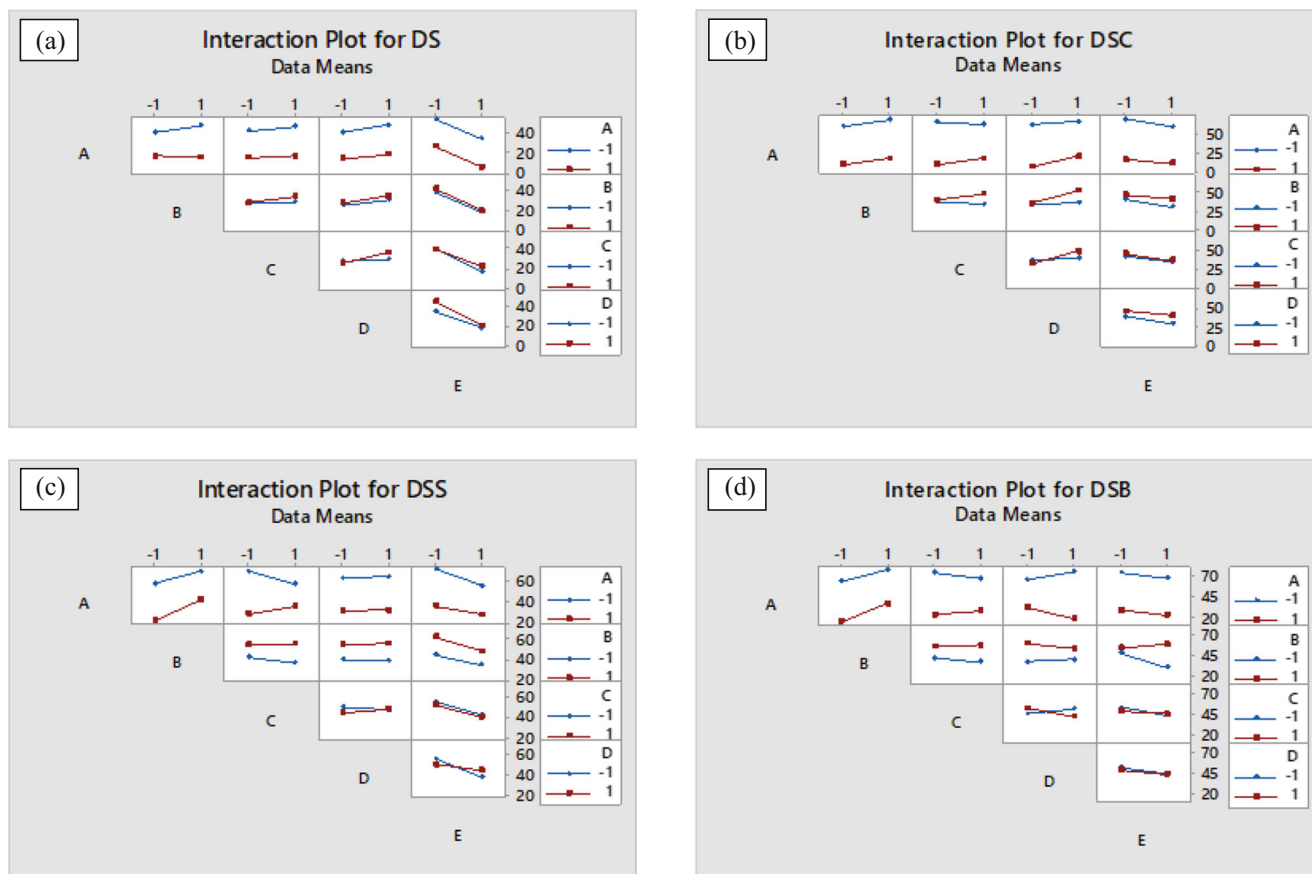 (a)
Interaction Plot for DS
Data Means
-1 1 -1 1 -1 1 -1 1
A
40
20
0
A
-1
1
B
40
20
0
B
-1
1
C
40
20
0
C
-1
1
D
40
20
0
D
-1
1
E
(b)
Interaction Plot for DSC
Data Means
-1 1 -1 1 -1 1 -1 1
A
50
25
0
A
-1
1
B
50
25
0
B
-1
1
C
50
25
0
C
-1
1
D
50
25
0
D
-1
1
E
(c)
Interaction Plot for DSS
Data Means
-1 1 -1 1 -1 1 -1 1
A
60
40
20
A
-1
1
B
60
40
20
B
-1
1
C
60
40
20
C
-1
1
D
60
40
20
D
-1
1
E
(d)
Interaction Plot for DSB
Data Means
-1 1 -1 1 -1 1 -1 1
A
70
45
20
A
-1
1
B
70
45
20
B
-1
1
C
70
45
20
C
-1
1
D
70
45
20
D
-1
1
E